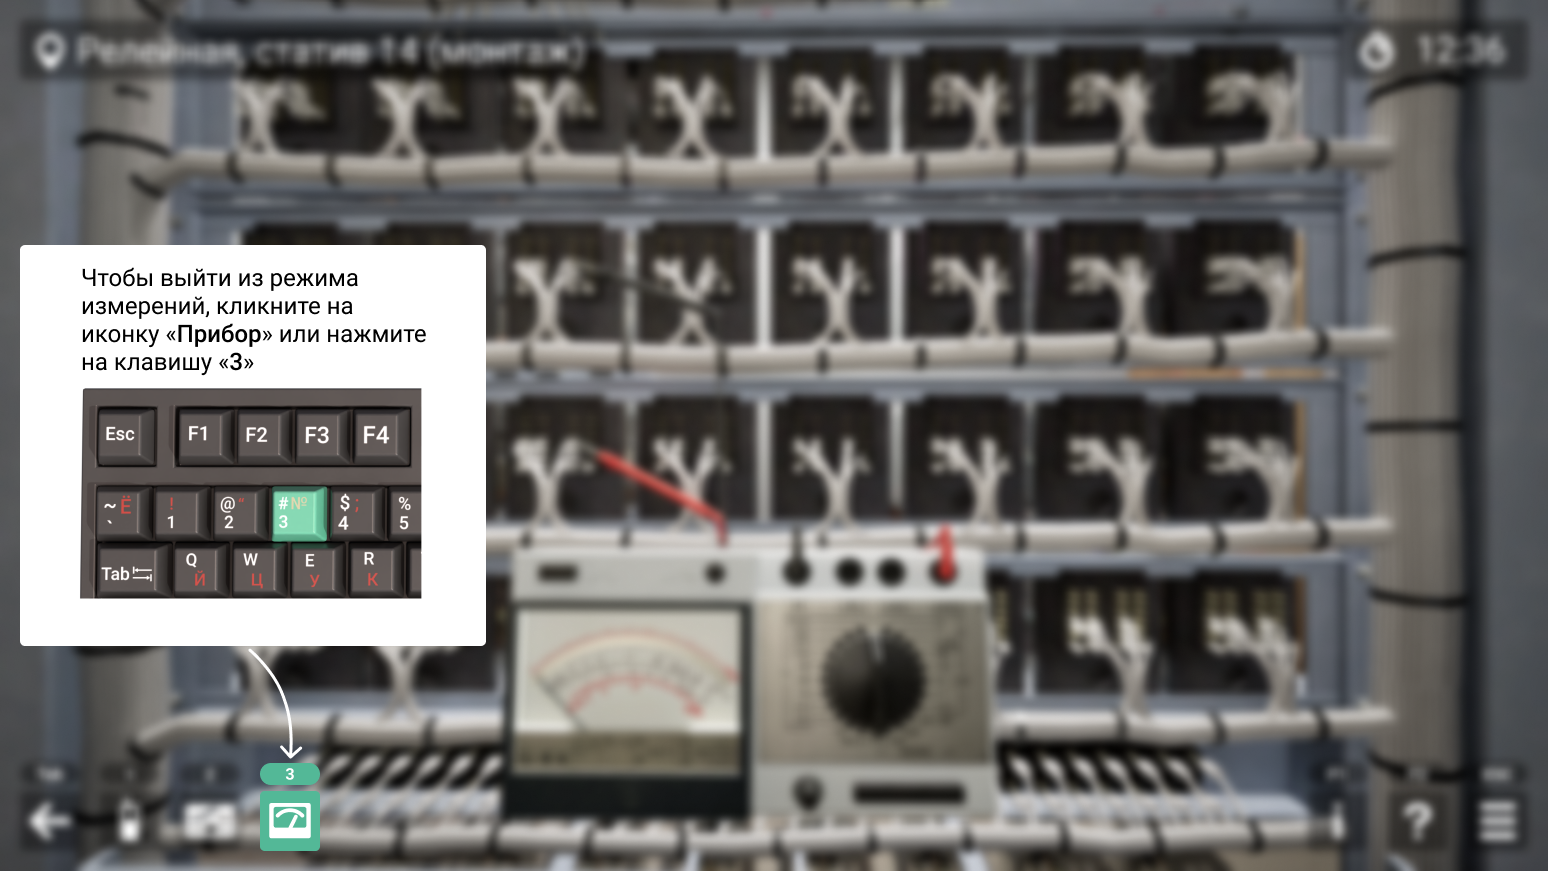 Релейная, статив 14 (монтаж)
12:36
Чтобы выйти из режима
измерений, кликните на
иконку «Прибор» или нажмите
на клавишу «3»
Esc F1 F2 F3 F4
~ Ё ! @ " # № $ ; %
` 1 2 3 4 5
Tab Q W E R
Й Ц У К
3
?